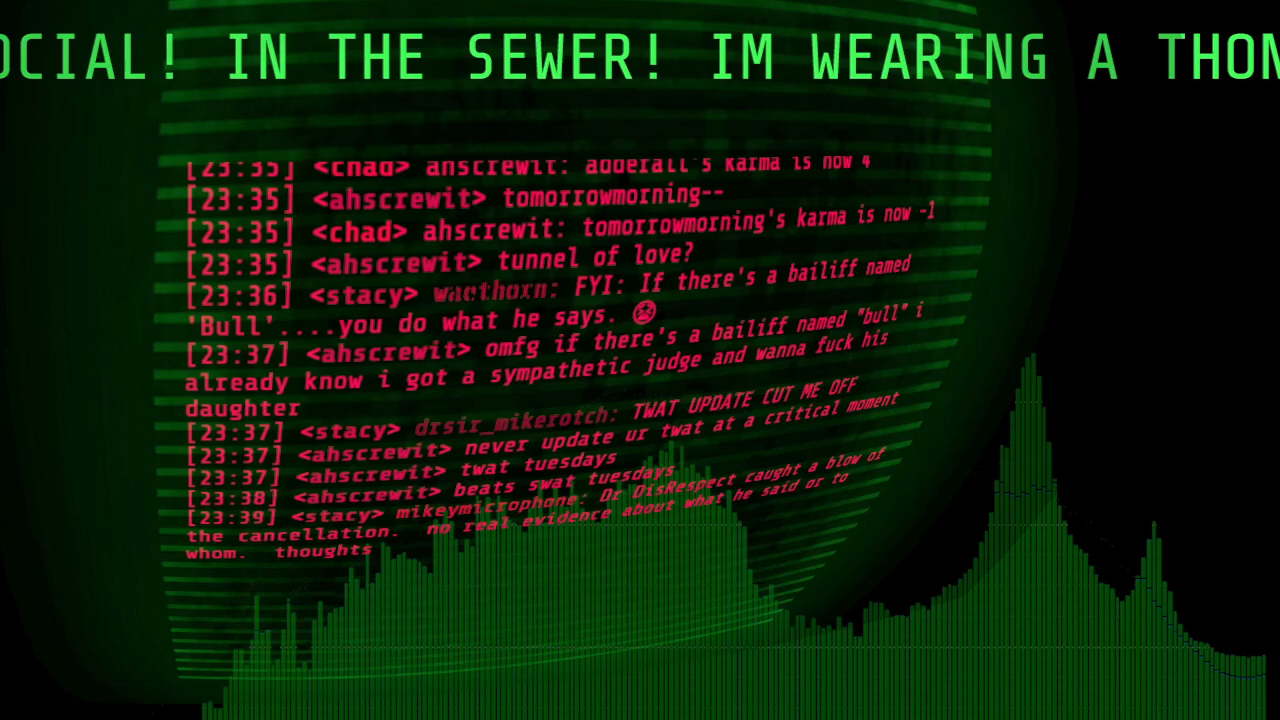 OCIAL! IN THE SEWER! IM WEARING A THON
[23:35] <chad> ahscrewit: adderall's karma is now 4
[23:35] <ahscrewit> tomorrowmorning--
[23:35] <chad> ahscrewit: tomorrowmorning's karma is now -1
[23:35] <ahscrewit> tunnel of love?
[23:36] <stacy> FYI: If there's a bailiff named
'Bull'....you do what he says. 😟
[23:37] <ahscrewit> omfg if there's a bailiff named "bull" i
already know i got a sympathetic judge and wanna fuck his
daughter
[23:37] <stacy> drsir_mikerotch: TWAT UPDATE CUT ME OFF
[23:37] <ahscrewit> never update ur twat at a critical moment
[23:37] <ahscrewit> twat tuesdays
[23:38] <ahscrewit> beats swat tuesdays
[23:39] <stacy> mikeymicrophone: Dr DisRespect caught a blow of
the cancellation. no real evidence about what he said or to
whom. thoughts